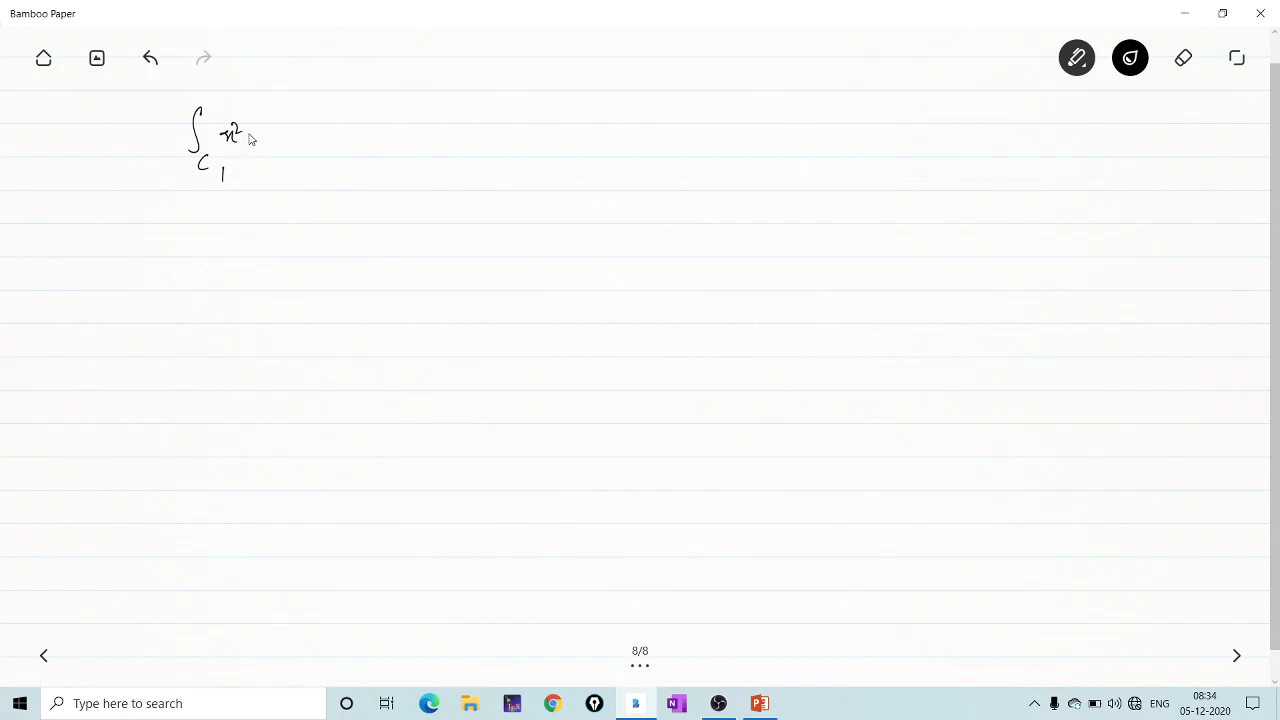 Bamboo Paper
∫ x²
C 1
8/8
Type here to search
ENG
08:34
05-12-2020